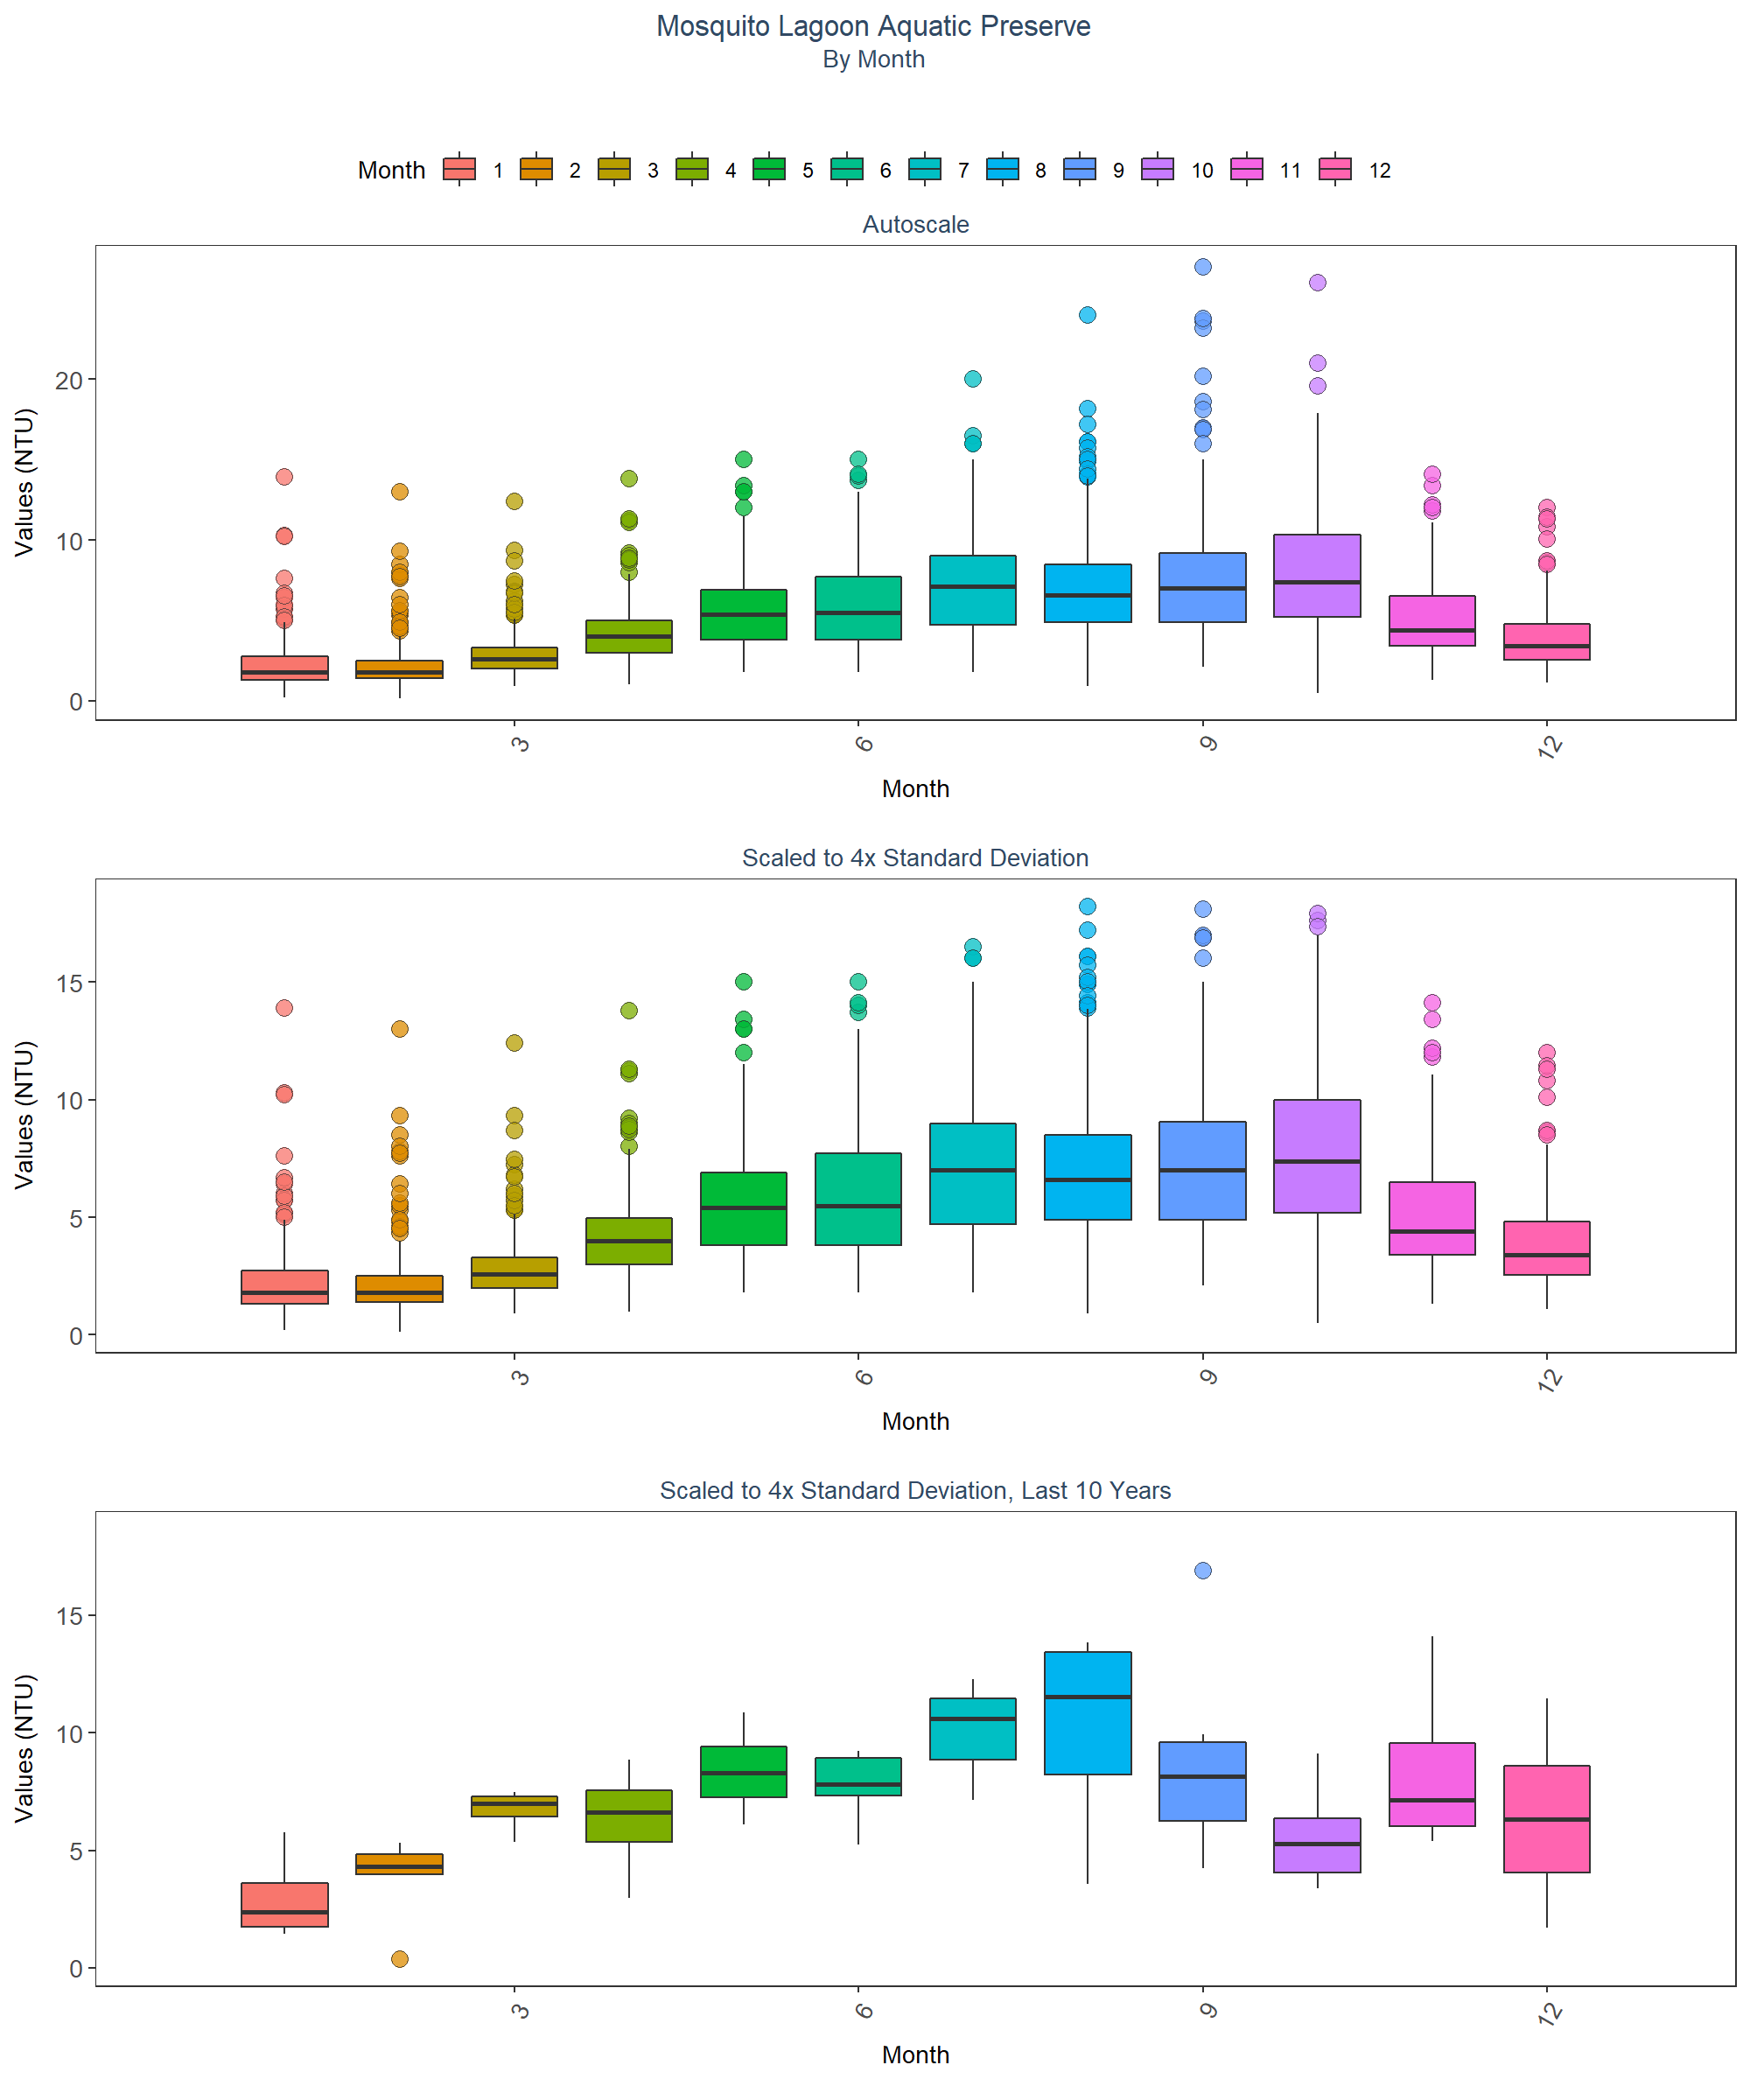 Mosquito Lagoon Aquatic Preserve
By Month
Month 1 2 3 4 5 6 7 8 9 10 11 12
Autoscale
Values (NTU)
20
10
0
3 6 9 12
Month
Scaled to 4x Standard Deviation
Values (NTU)
15
10
5
0
3 6 9 12
Month
Scaled to 4x Standard Deviation, Last 10 Years
Values (NTU)
15
10
5
0
3 6 9 12
Month